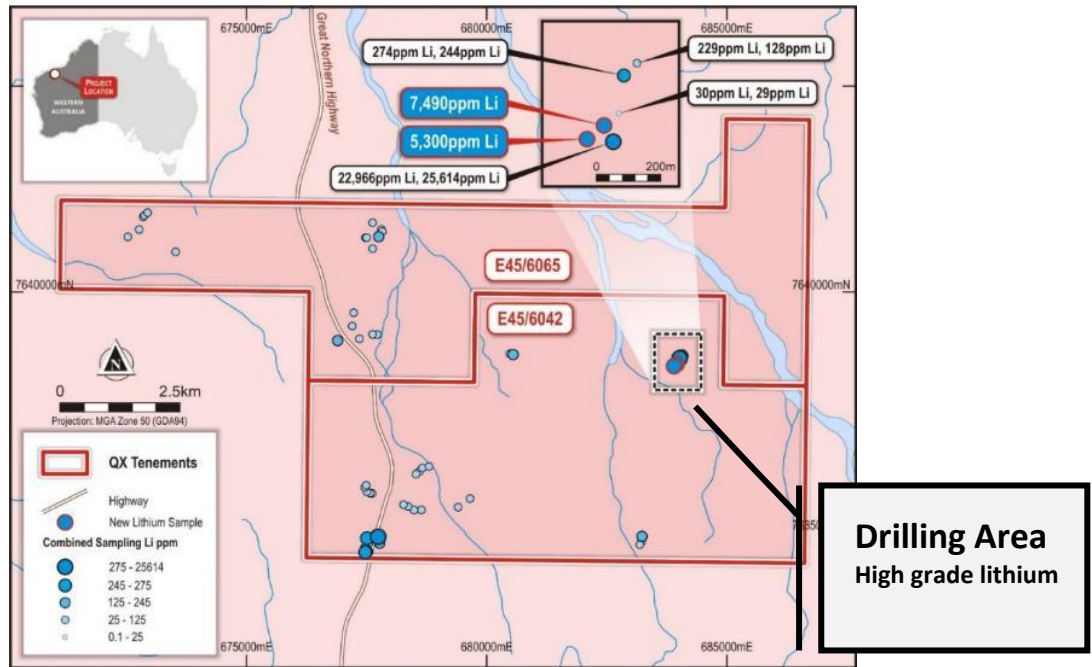 675000mE
680000mE
685000mE
Great Northern Highway
PROJECT
LOCATION
WESTERN
AUSTRALIA
274ppm Li, 244ppm Li
229ppm Li, 128ppm Li
30ppm Li, 29ppm Li
7,490ppm Li
5,300ppm Li
22,966ppm Li, 25,614ppm Li
0 200m
E45/6065
7640000mN
7640000mN
E45/6042
N
0 2.5km
Projection: MGA Zone 50 (GDA94)
QX Tenements
Highway
New Lithium Sample
Combined Sampling Li ppm
275 - 25614
245 - 275
125 - 245
25 - 125
0.1 - 25
675000mE
680000mE
685000mE
Drilling Area
High grade lithium